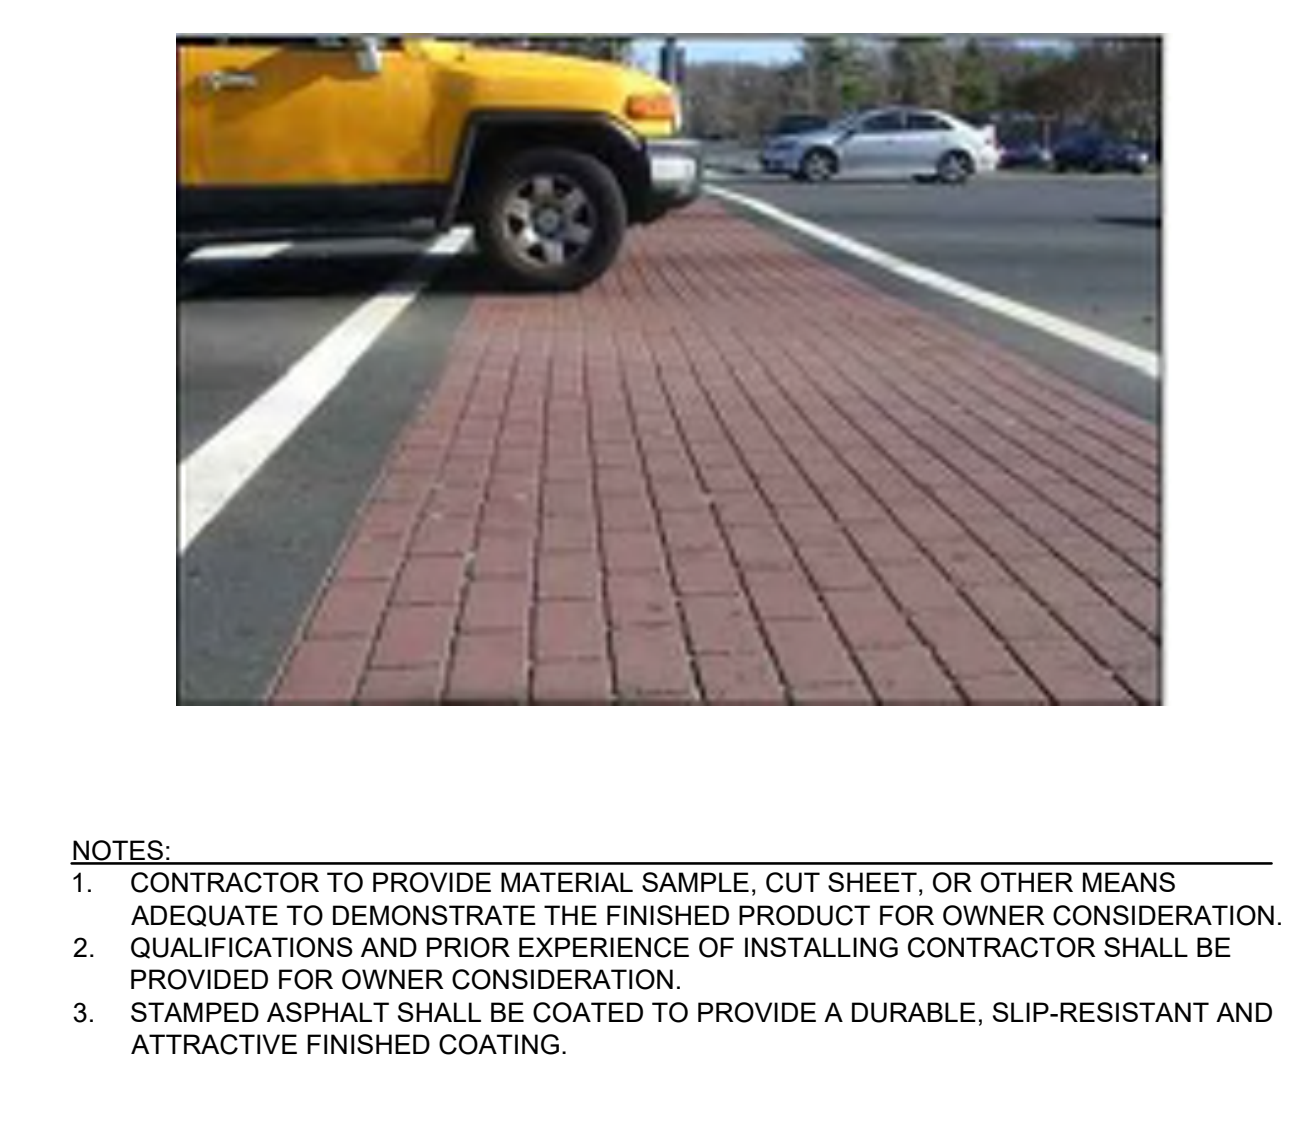 NOTES:
1. CONTRACTOR TO PROVIDE MATERIAL SAMPLE, CUT SHEET, OR OTHER MEANS
ADEQUATE TO DEMONSTRATE THE FINISHED PRODUCT FOR OWNER CONSIDERATION.
2. QUALIFICATIONS AND PRIOR EXPERIENCE OF INSTALLING CONTRACTOR SHALL BE
PROVIDED FOR OWNER CONSIDERATION.
3. STAMPED ASPHALT SHALL BE COATED TO PROVIDE A DURABLE, SLIP-RESISTANT AND
ATTRACTIVE FINISHED COATING.